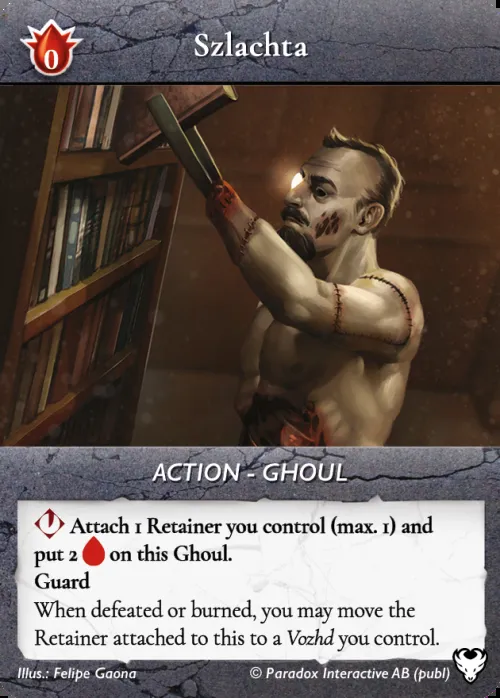 Szlachta
0
ACTION - GHOUL
Attach 1 Retainer you control (max. 1) and
put 2 on this Ghoul.
Guard
When defeated or burned, you may move the
Retainer attached to this to a Vozhd you control.
Illus.: Felipe Gaona © Paradox Interactive AB (publ)